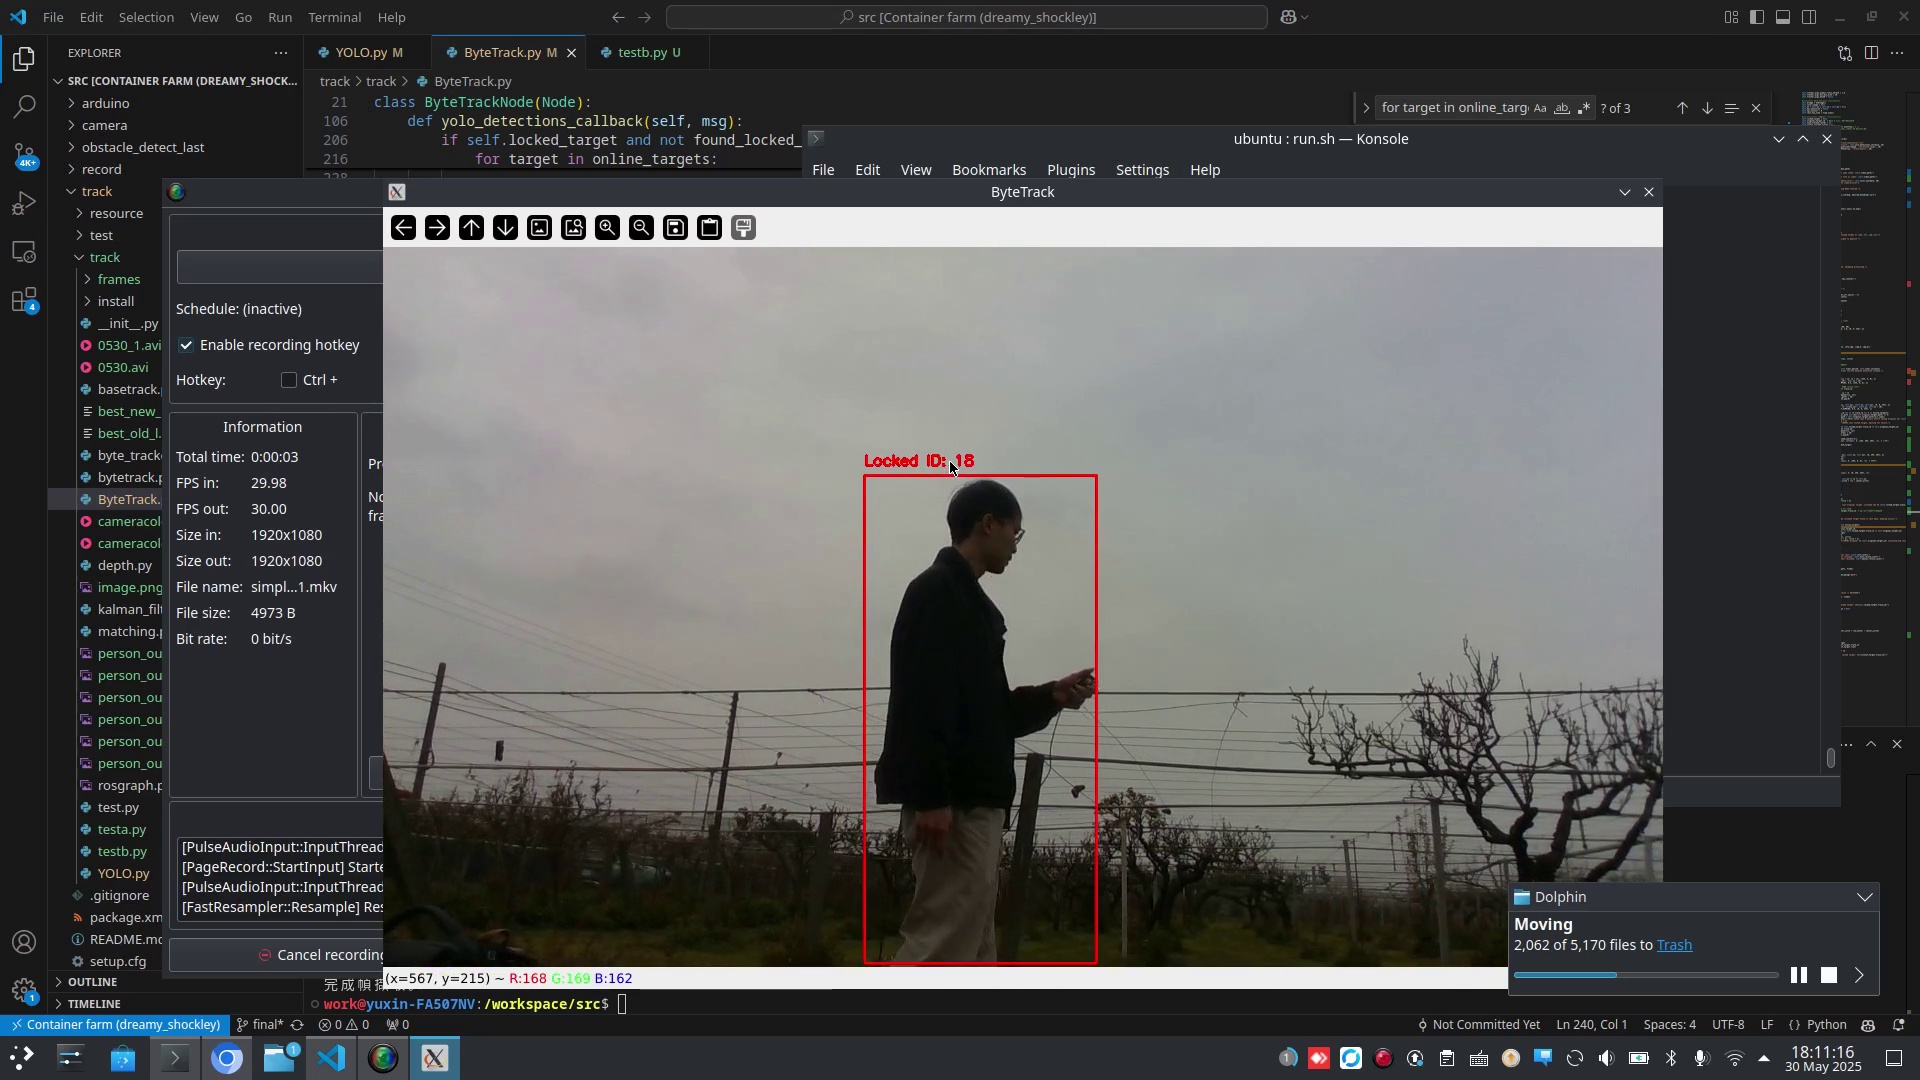 File Edit Selection View Go Run Terminal Help
src [Container farm (dreamy_shockley)]
EXPLORER
YOLO.py M
ByteTrack.py M
testb.py U
SRC [CONTAINER FARM (DREAMY_SHOCK...
track > track > ByteTrack.py
arduino
camera
obstacle_detect_last
record
track
resource
test
track
frames
install
__init__.py
0530_1.avi
0530.avi
basetrack.
best_new_
best_old_l.
byte_track
bytetrack.p
ByteTrack.
cameracol
cameracol
depth.py
image.png
kalman_filt
matching.p
person_ou
person_ou
person_ou
person_ou
person_ou
person_ou
rosgraph.p
test.py
testa.py
testb.py
YOLO.py
.gitignore
package.xm
README.md
setup.cfg
OUTLINE
TIMELINE
4K+
4
1
21 class ByteTrackNode(Node):
106 def yolo_detections_callback(self, msg):
206 if self.locked_target and not found_locked_
216 for target in online_targets:
for target in online_targ
Aa ab .*
? of 3
ubuntu : run.sh — Konsole
File Edit View Bookmarks Plugins Settings Help
ByteTrack
Schedule: (inactive)
Enable recording hotkey
Hotkey: Ctrl +
Information
Total time: 0:00:03
FPS in: 29.98
FPS out: 30.00
Size in: 1920x1080
Size out: 1920x1080
File name: simpl...1.mkv
File size: 4973 B
Bit rate: 0 bit/s
Pr
No
fra
[PulseAudioInput::InputThread
[PageRecord::StartInput] Starte
[PulseAudioInput::InputThread
[FastResampler::Resample] Res
Cancel recording
Locked ID: 18
(x=567, y=215) ~ R:168 G:169 B:162
work@yuxin-FA507NV:/workspace/src$
Dolphin
Moving
2,062 of 5,170 files to Trash
Container farm (dreamy_shockley)
final*
0 0
0
Not Committed Yet
Ln 240, Col 1
Spaces: 4
UTF-8
LF
{} Python
1
1
18:11:16
30 May 2025